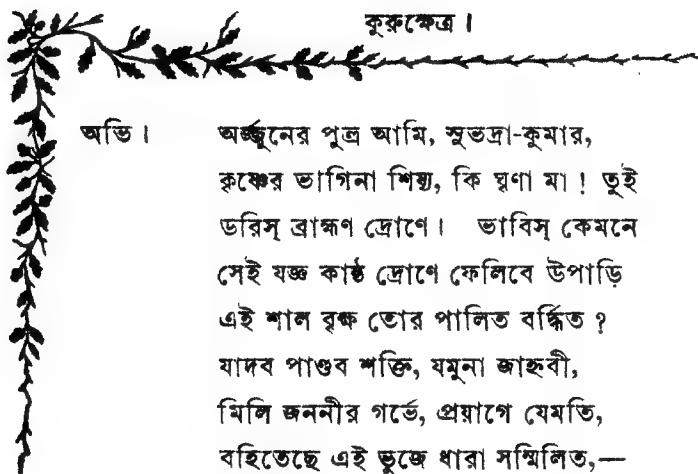 কুরুক্ষেত্র।
অভি। অর্জ্জুনের পুত্র আমি, সুভদ্রা-কুমার,
কৃষ্ণের ভাগিনা শিষ্য, কি ঘৃণা মা! তুই
ডরিস্ ব্রাহ্মণ দ্রোণে। ভাবিস্ কেমনে
সেই যজ্ঞ কাষ্ঠ দ্রোণে ফেলিবে উপাড়ি
এই শাল বৃক্ষ তোর পালিত বর্দ্ধিত?
যাদব পাণ্ডব শক্তি, যমুনা জাহ্নবী,
মিলি জননীর গর্ভে, প্রয়াগে যেমতি,
বহিতেছে এই ভুজে ধারা সম্মিলিত,—